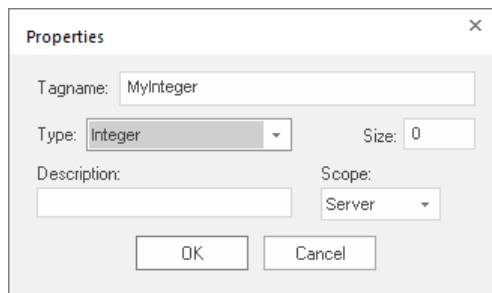 Properties
Tagname: MyInteger
Type: Integer Size: 0
Description: Scope:
Server
OK Cancel